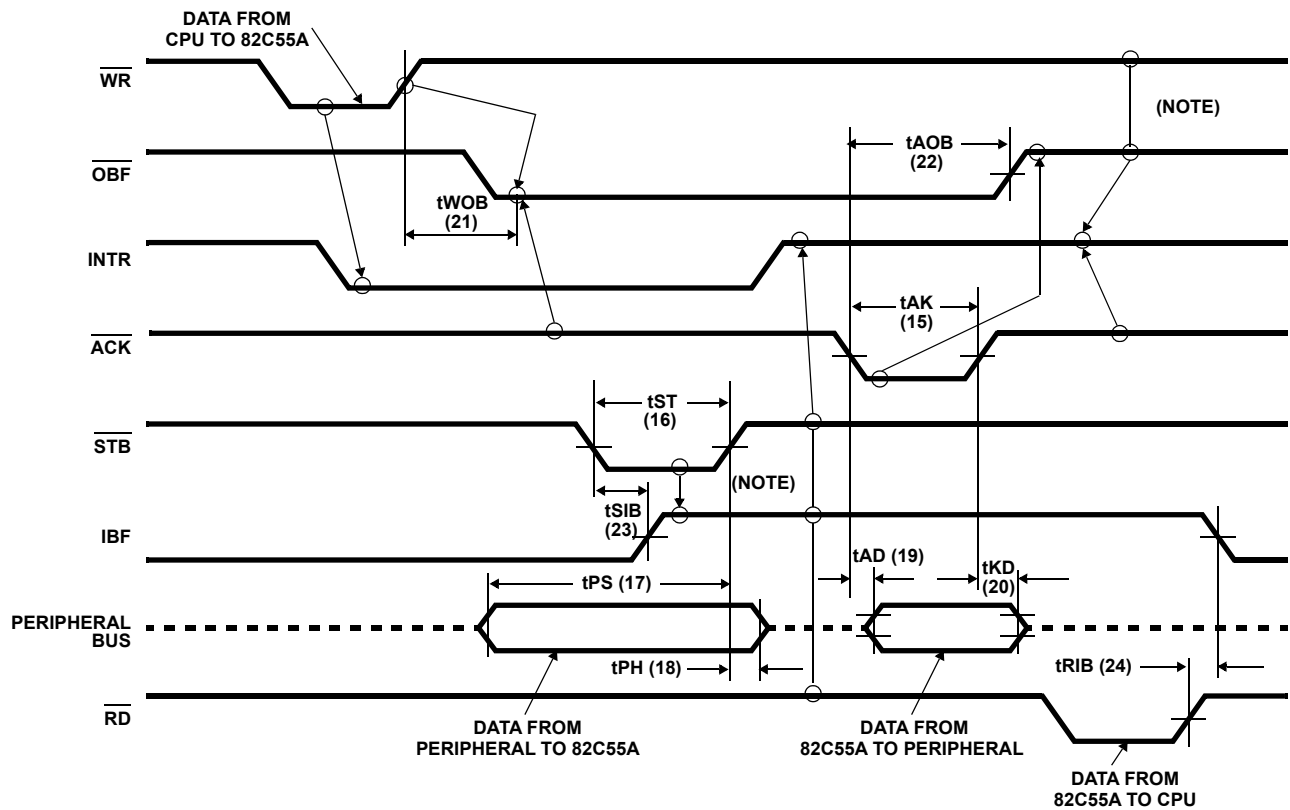 DATA FROM
CPU TO 82C55A
WR
(NOTE)
tAOB
(22)
OBF
tWOB
(21)
INTR
tAK
(15)
ACK
tST
(16)
STB
(NOTE)
tSIB
(23)
IBF
tAD (19)
tKD
(20)
tPS (17)
PERIPHERAL
BUS
tPH (18)
tRIB (24)
RD
DATA FROM
PERIPHERAL TO 82C55A
DATA FROM
82C55A TO PERIPHERAL
DATA FROM
82C55A TO CPU